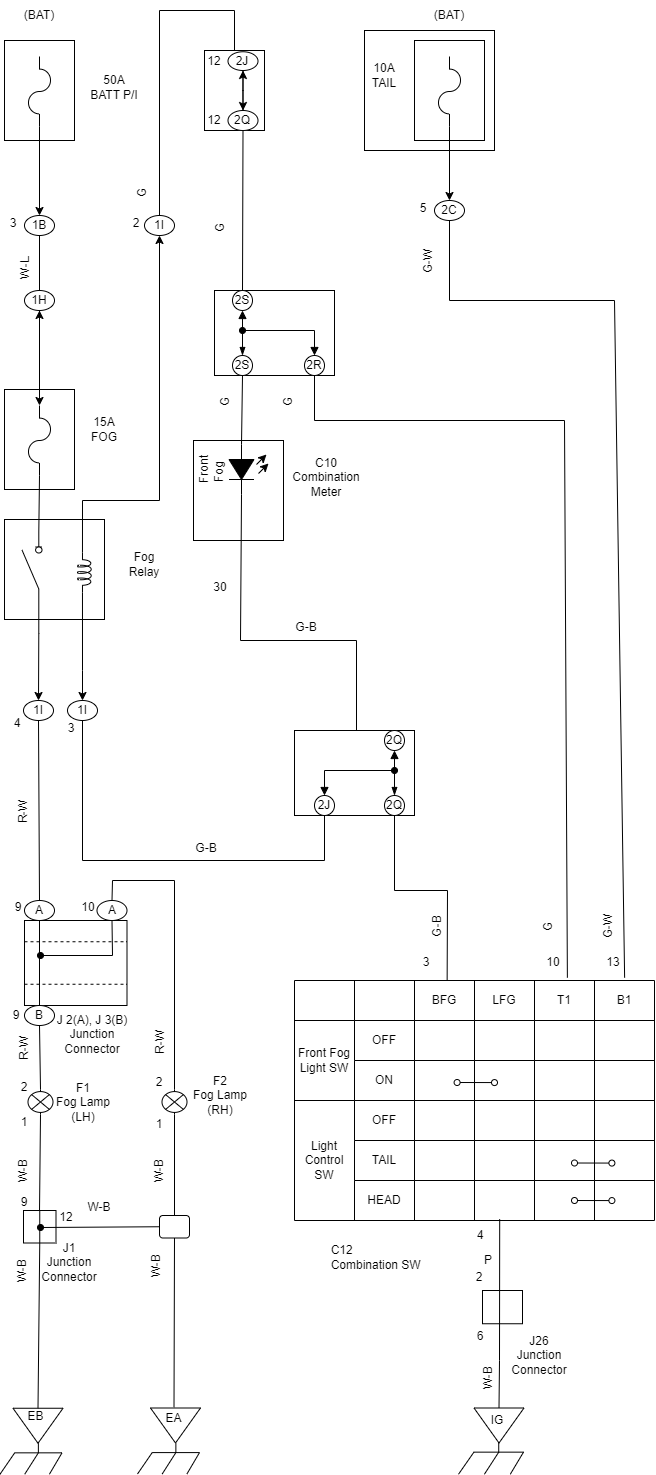 (BAT)
(BAT)
50A
BATT P/I
12
2J
12
2Q
10A
TAIL
3
1B
G
2
1I
G
5
2C
W-L
G-W
1H
2S
2S
2R
G
G
15A
FOG
Front
Fog
C10
Combination
Meter
Fog
Relay
30
G-B
4
1I
1I
3
2Q
2J
2Q
R-W
G-B
9
A
10
A
G-B
G
G-W
3
10
13
9
B
J 2(A), J 3(B)
Junction
Connector
BFG
LFG
T1
B1
Front Fog
Light SW
OFF
ON
Light
Control
SW
OFF
TAIL
HEAD
R-W
R-W
2
F1
Fog Lamp
(LH)
1
2
F2
Fog Lamp
(RH)
1
W-B
W-B
9
12
W-B
J1
Junction
Connector
W-B
W-B
C12
Combination SW
4
P
2
6
J26
Junction
Connector
W-B
EB
EA
IG